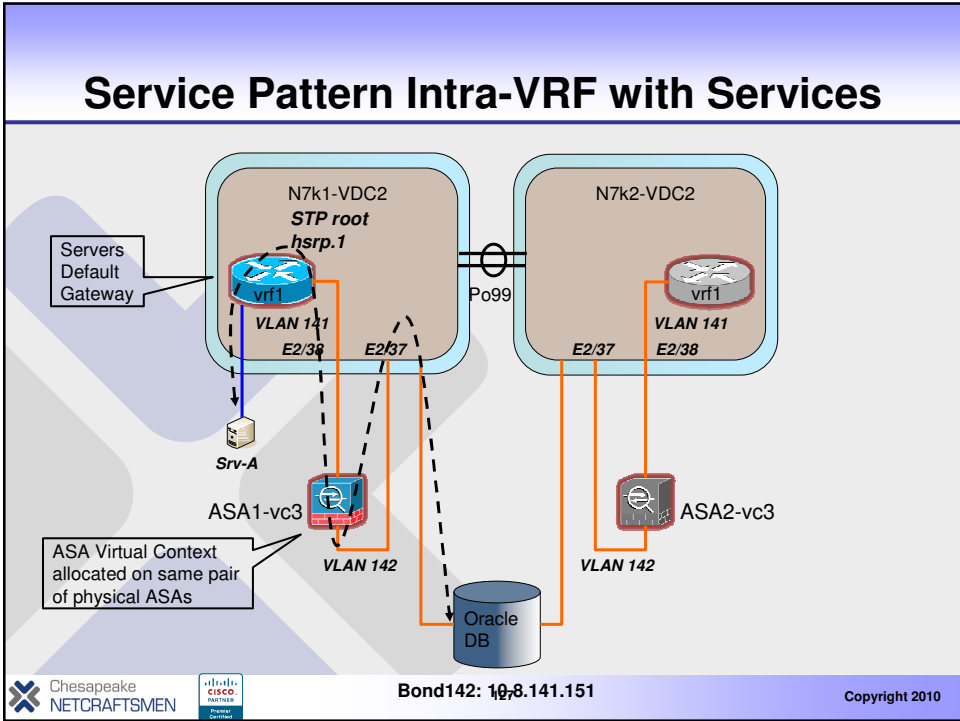 Service Pattern Intra-VRF with Services
N7k1-VDC2
STP root
hsrp.1
N7k2-VDC2
Servers
Default
Gateway
vrf1
Po99
vrf1
VLAN 141
VLAN 141
E2/38
E2/37
E2/37
E2/38
Srv-A
ASA1-vc3
ASA2-vc3
ASA Virtual Context
allocated on same pair
of physical ASAs
VLAN 142
VLAN 142
Oracle
DB
Chesapeake
NETCRAFTSMEN
CISCO
PARTNER
Premier
Certified
Bond142: 10.8.141.151
127
Copyright 2010